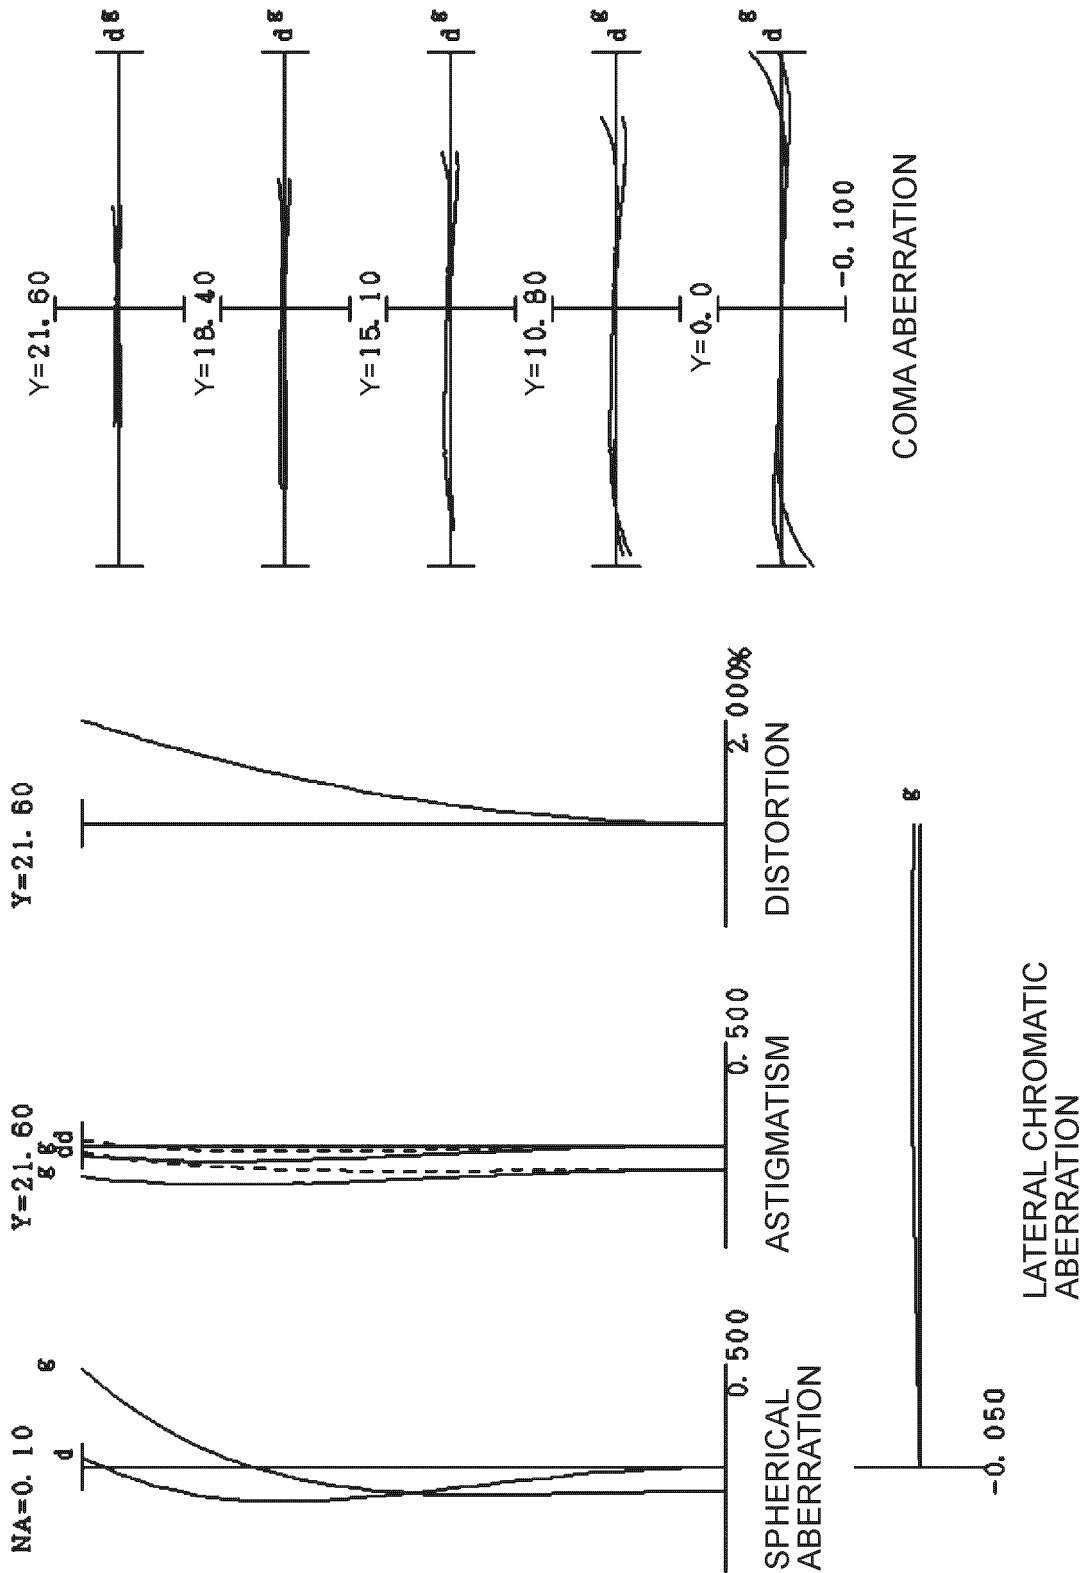 NA=0.10
d
g
0.500
SPHERICAL
ABERRATION
Y=21.60
g g
dd
0.500
ASTIGMATISM
Y=21.60
2.000%
DISTORTION
Y=21.60
d g
Y=18.40
d g
Y=15.10
d g
Y=10.80
d g
Y=0.0
d g
-0.100
COMA ABERRATION
g
-0.050
LATERAL CHROMATIC
ABERRATION